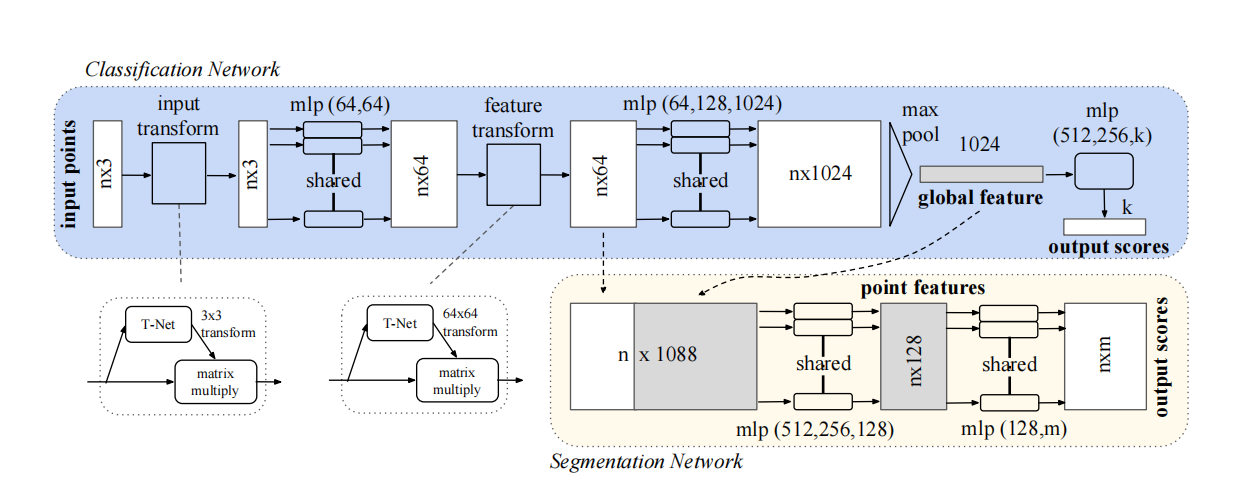 Classification Network
input points
nx3
input
transform
nx3
mlp (64,64)
shared
nx64
feature
transform
nx64
mlp (64,128,1024)
shared
nx1024
max
pool
1024
global feature
mlp
(512,256,k)
k
output scores
T-Net
3x3
transform
matrix
multiply
T-Net
64x64
transform
matrix
multiply
point features
n x 1088
shared
mlp (512,256,128)
nx128
shared
mlp (128,m)
nxm
output scores
Segmentation Network